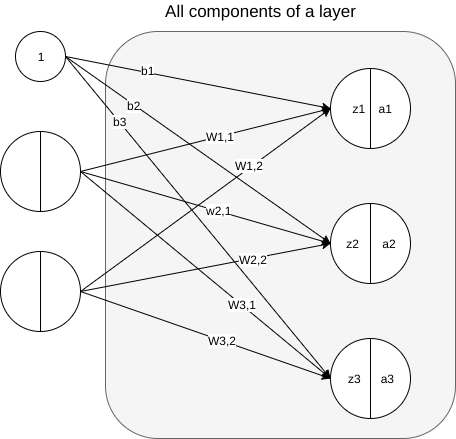 All components of a layer
1
b1
b2
b3
W1,1
W1,2
w2,1
W2,2
W3,1
W3,2
z1 a1
z2 a2
z3 a3